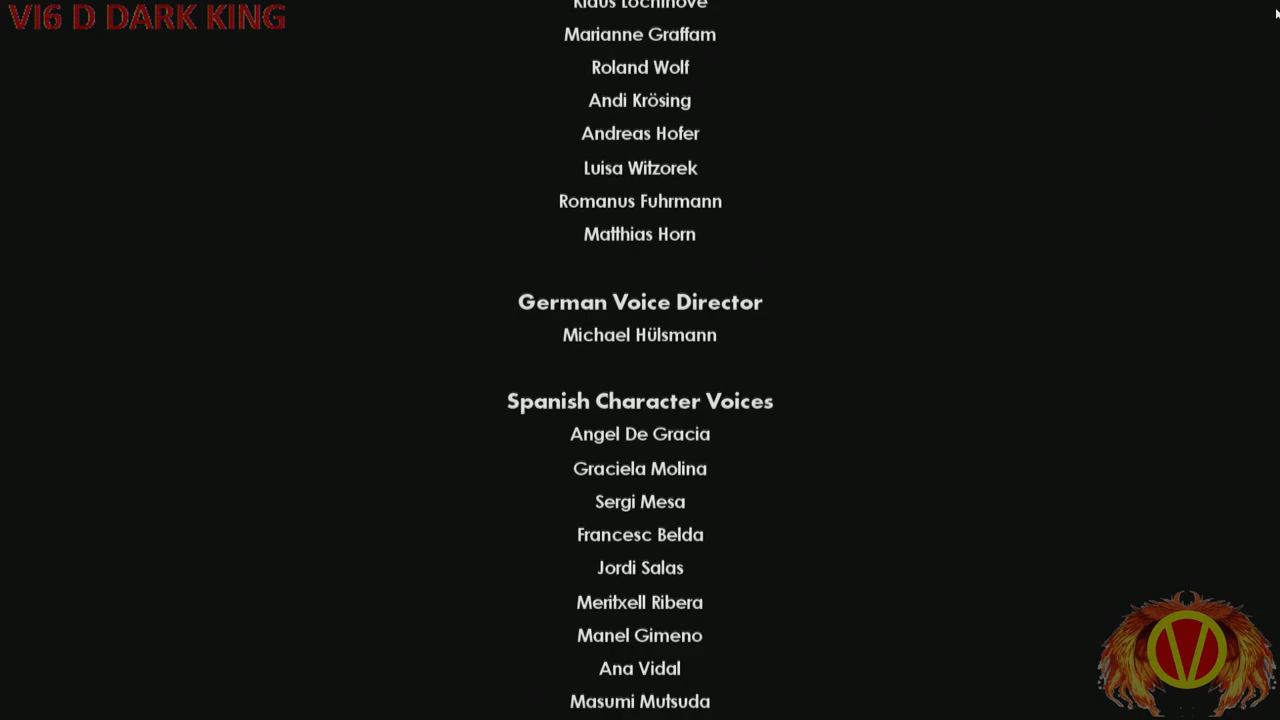 VI6 D DARK KING
Klaus Lochthove
Marianne Graffam
Roland Wolf
Andi Krösing
Andreas Hofer
Luisa Witzorek
Romanus Fuhrmann
Matthias Horn
German Voice Director
Michael Hülsmann
Spanish Character Voices
Angel De Gracia
Graciela Molina
Sergi Mesa
Francesc Belda
Jordi Salas
Meritxell Ribera
Manel Gimeno
Ana Vidal
Masumi Mutsuda
V